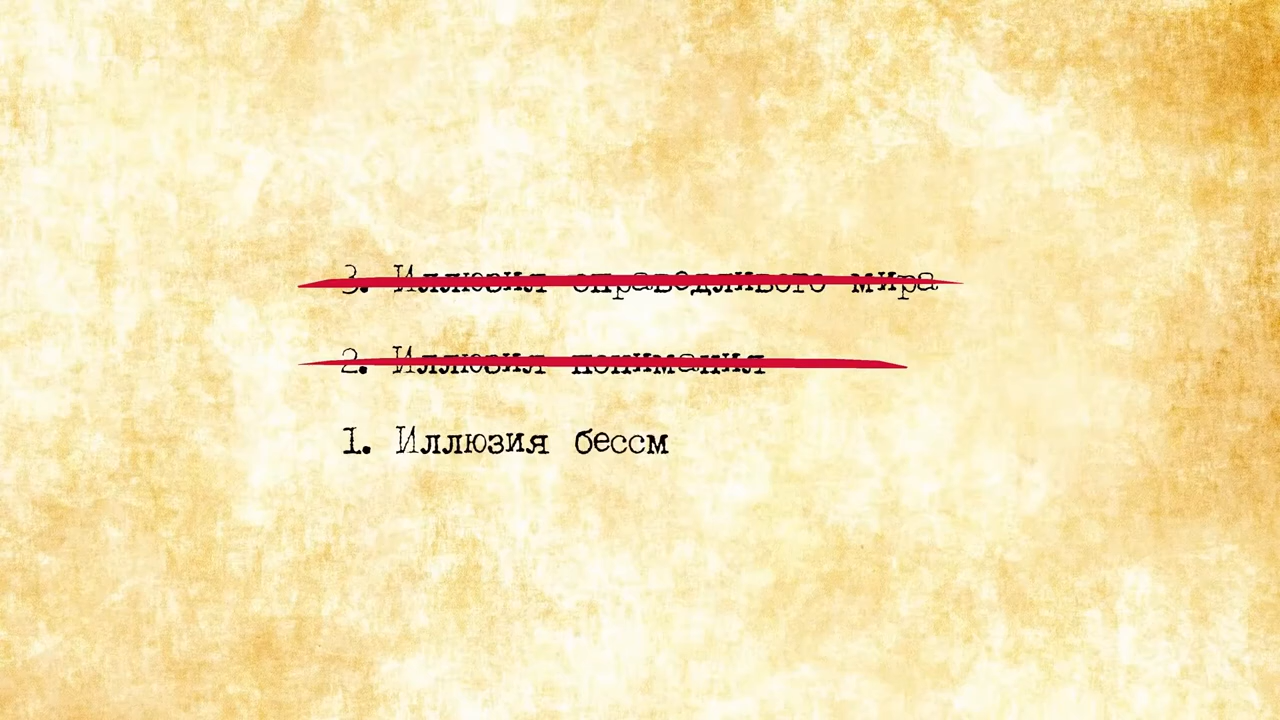 3. Иллюзия справедливого мира
2. Иллюзия понимания
1. Иллюзия бессм